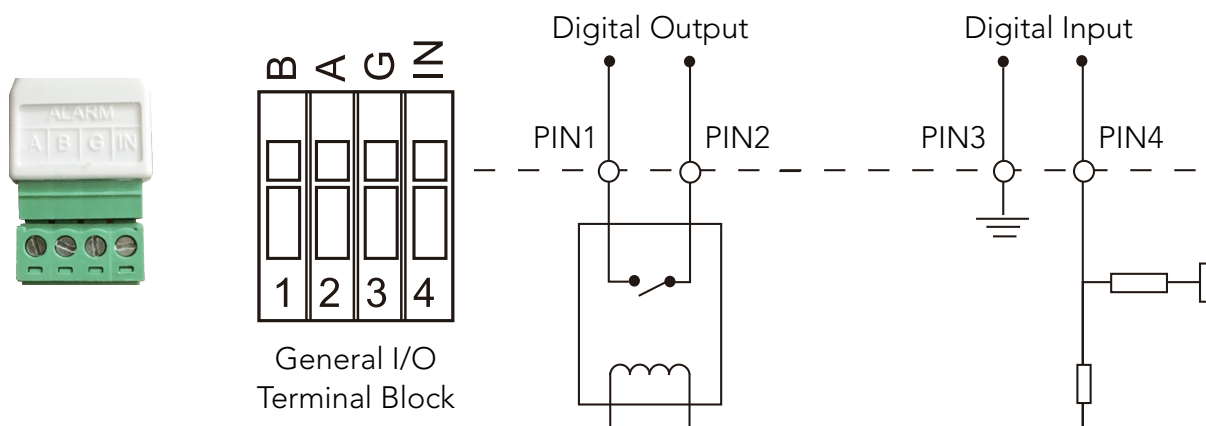 ALARM
A B G IN
B A G IN
1 2 3 4
General I/O
Terminal Block
Digital Output
PIN1 PIN2
Digital Input
PIN3 PIN4